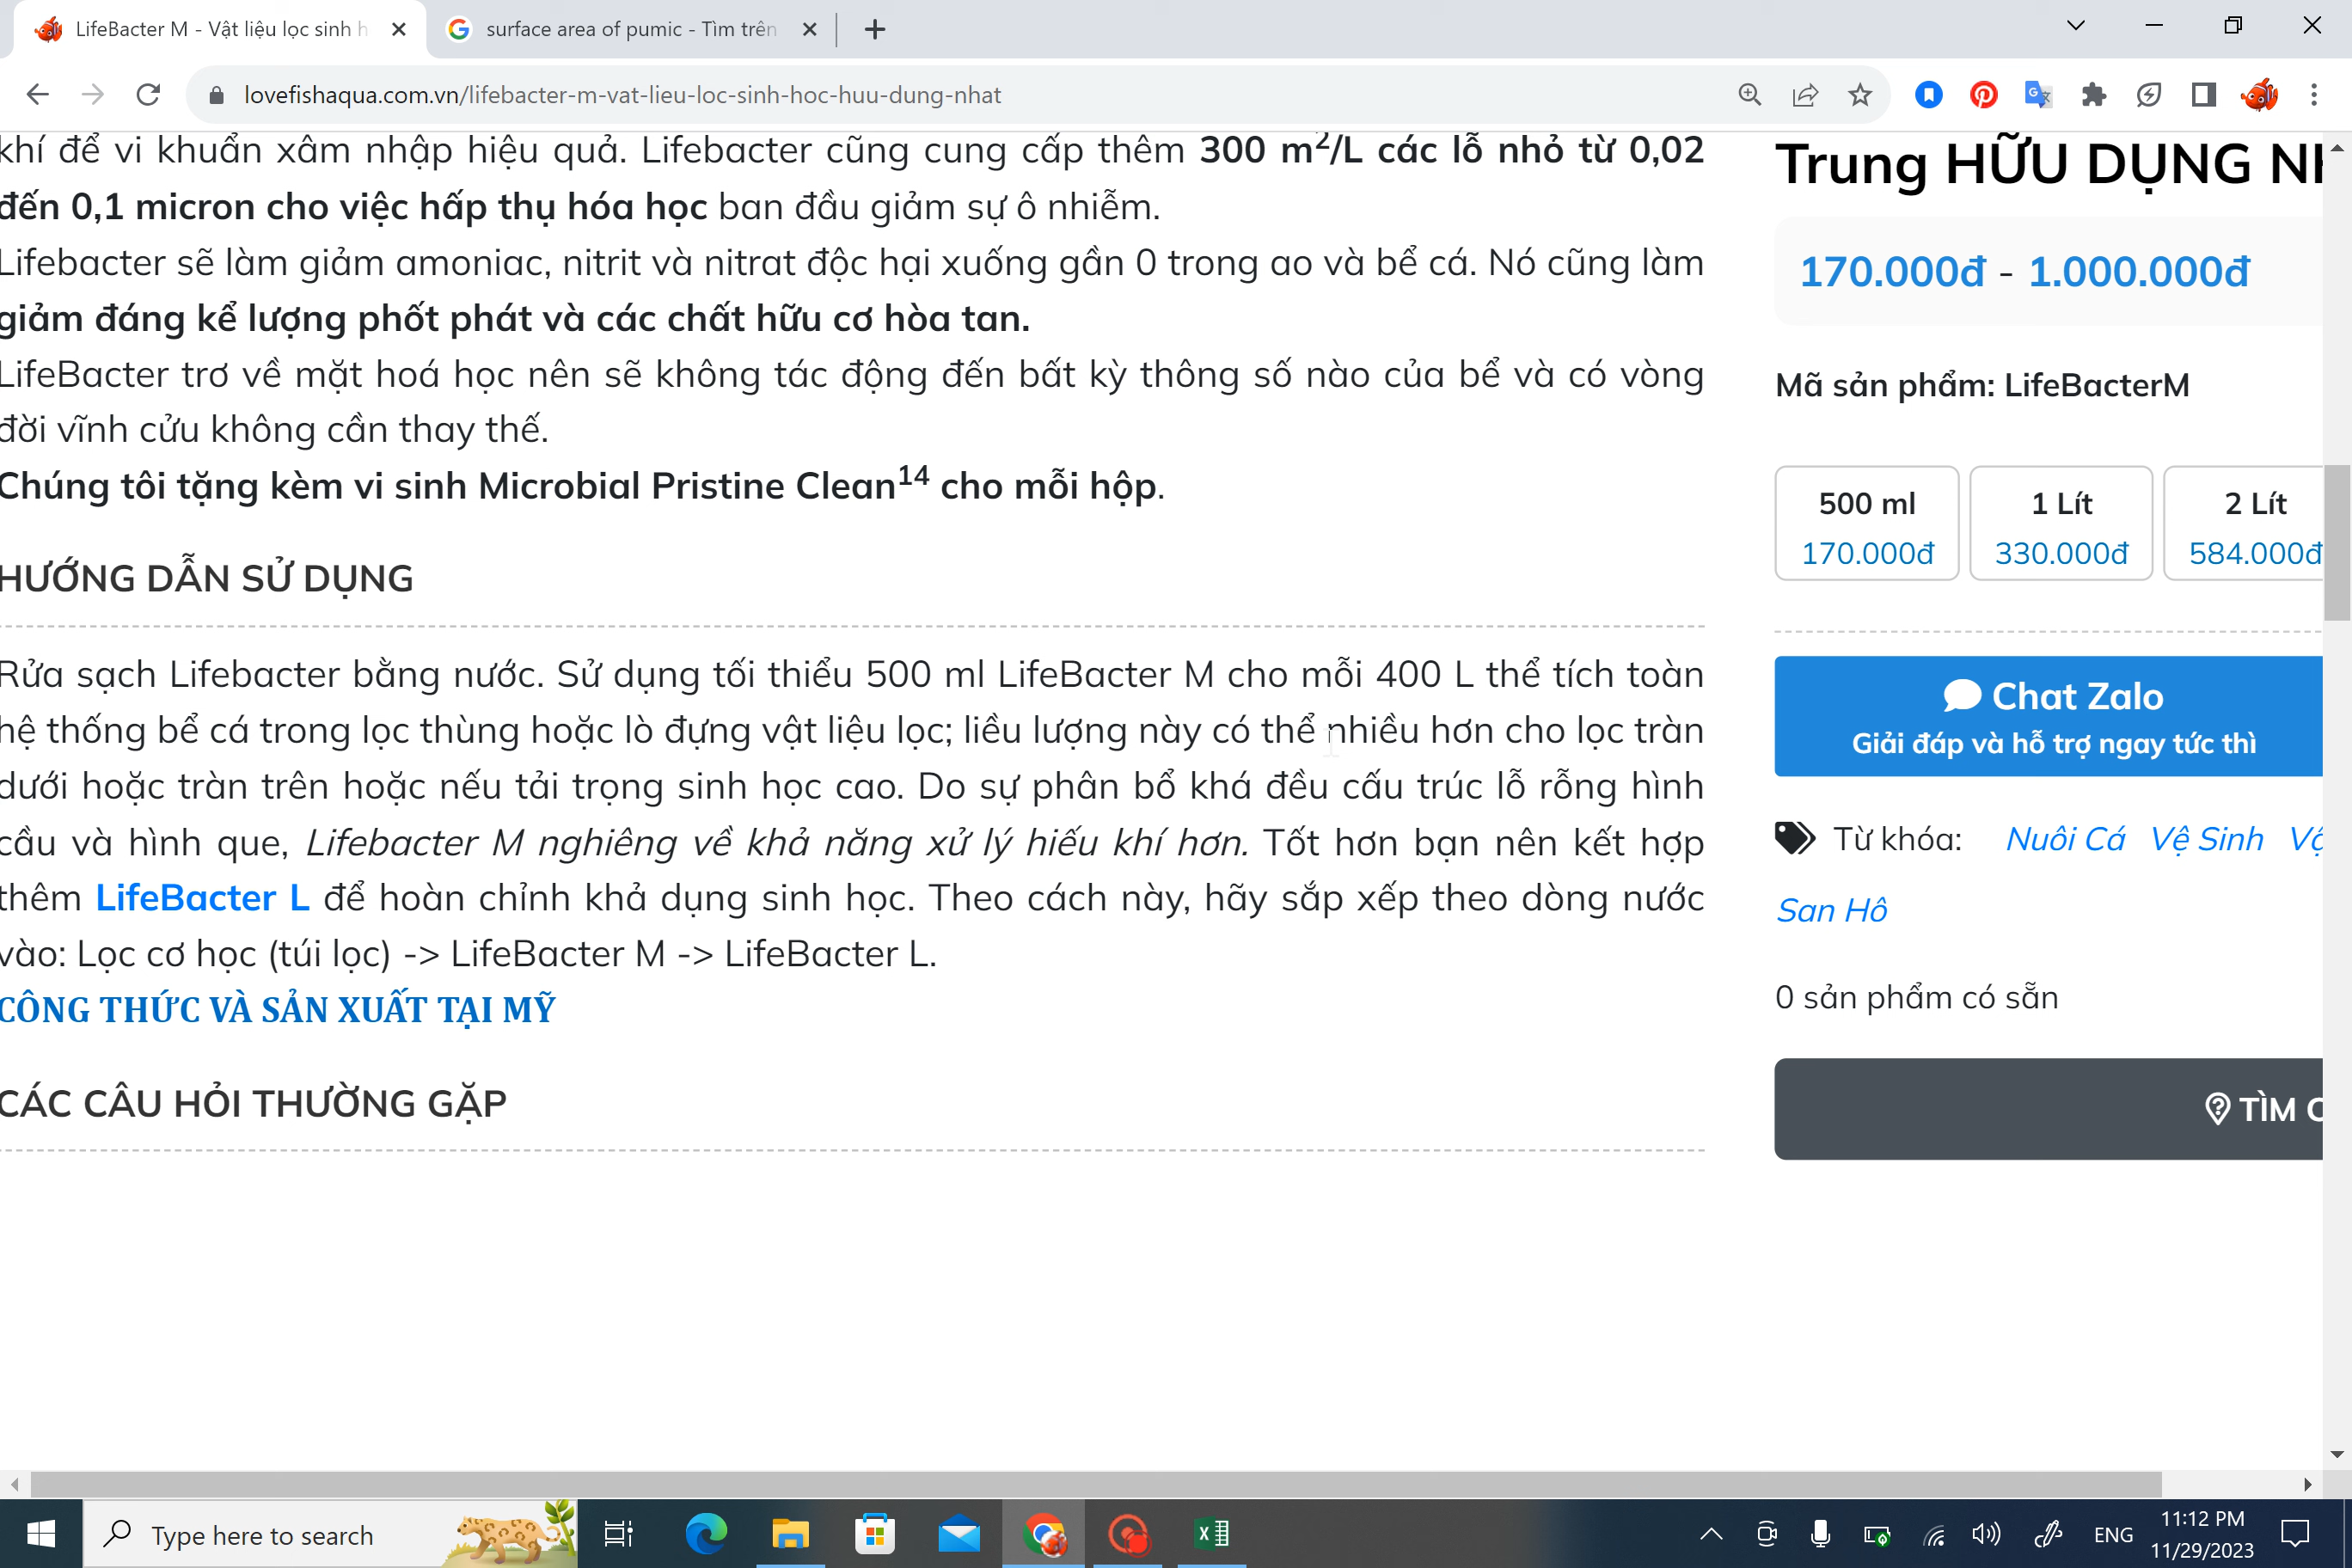 LifeBacter M - Vật liệu lọc sinh h
surface area of pumic - Tìm trên
lovefishaqua.com.vn/lifebacter-m-vat-lieu-loc-sinh-hoc-huu-dung-nhat
khí để vi khuẩn xâm nhập hiệu quả. Lifebacter cũng cung cấp thêm 300 m²/L các lỗ nhỏ từ 0,02
đến 0,1 micron cho việc hấp thụ hóa học ban đầu giảm sự ô nhiễm.
Lifebacter sẽ làm giảm amoniac, nitrit và nitrat độc hại xuống gần 0 trong ao và bể cá. Nó cũng làm
giảm đáng kể lượng phốt phát và các chất hữu cơ hòa tan.
LifeBacter trơ về mặt hoá học nên sẽ không tác động đến bất kỳ thông số nào của bể và có vòng
đời vĩnh cửu không cần thay thế.
Chúng tôi tặng kèm vi sinh Microbial Pristine Clean¹⁴ cho mỗi hộp.
HƯỚNG DẪN SỬ DỤNG
Rửa sạch Lifebacter bằng nước. Sử dụng tối thiểu 500 ml LifeBacter M cho mỗi 400 L thể tích toàn
hệ thống bể cá trong lọc thùng hoặc lò đựng vật liệu lọc; liều lượng này có thể nhiều hơn cho lọc tràn
dưới hoặc tràn trên hoặc nếu tải trọng sinh học cao. Do sự phân bổ khá đều cấu trúc lỗ rỗng hình
cầu và hình que, Lifebacter M nghiêng về khả năng xử lý hiếu khí hơn. Tốt hơn bạn nên kết hợp
thêm LifeBacter L để hoàn chỉnh khả dụng sinh học. Theo cách này, hãy sắp xếp theo dòng nước
vào: Lọc cơ học (túi lọc) -> LifeBacter M -> LifeBacter L.
CÔNG THỨC VÀ SẢN XUẤT TẠI MỸ
CÁC CÂU HỎI THƯỜNG GẶP
Trung HỮU DỤNG NH
170.000đ - 1.000.000đ
Mã sản phẩm: LifeBacterM
500 ml 1 Lít 2 Lít
170.000đ 330.000đ 584.000đ
Chat Zalo
Giải đáp và hỗ trợ ngay tức thì
Từ khóa: Nuôi Cá Vệ Sinh
San Hô
0 sản phẩm có sẵn
TÌM
Type here to search
ENG
11:12 PM
11/29/2023